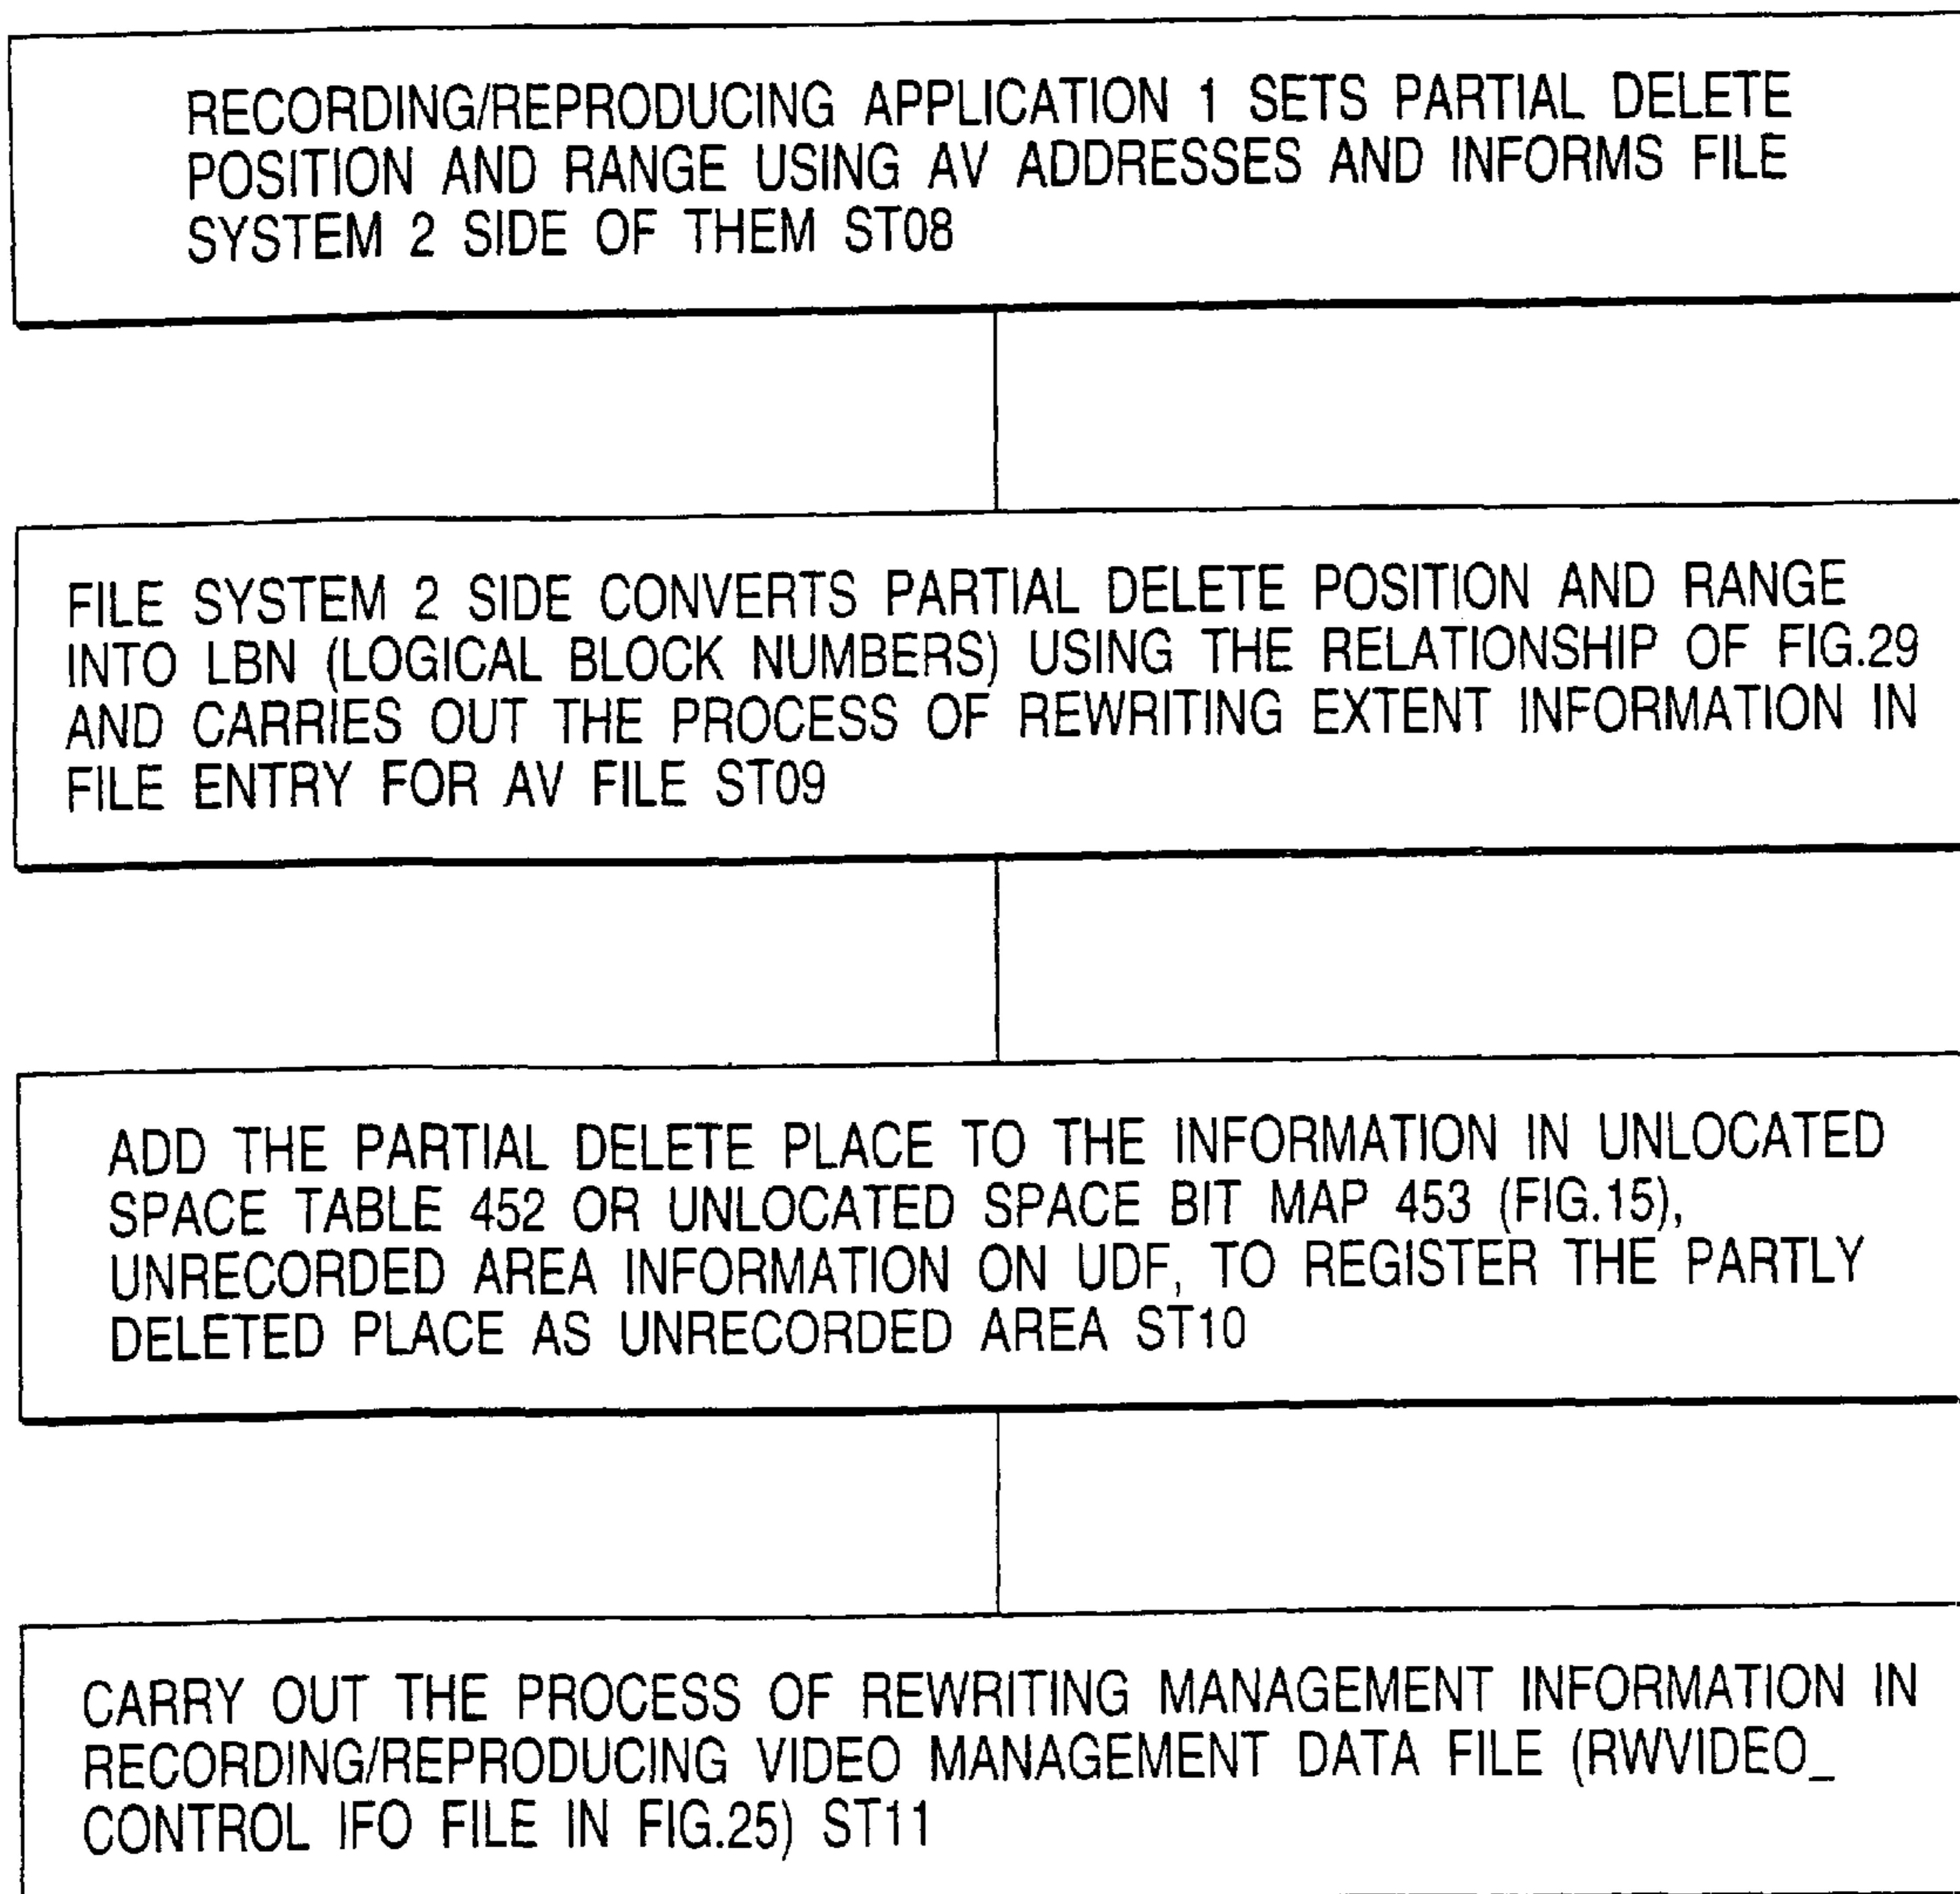 RECORDING/REPRODUCING APPLICATION 1 SETS PARTIAL DELETE
POSITION AND RANGE USING AV ADDRESSES AND INFORMS FILE
SYSTEM 2 SIDE OF THEM ST08
FILE SYSTEM 2 SIDE CONVERTS PARTIAL DELETE POSITION AND RANGE
INTO LBN (LOGICAL BLOCK NUMBERS) USING THE RELATIONSHIP OF FIG.29
AND CARRIES OUT THE PROCESS OF REWRITING EXTENT INFORMATION IN
FILE ENTRY FOR AV FILE ST09
ADD THE PARTIAL DELETE PLACE TO THE INFORMATION IN UNLOCATED
SPACE TABLE 452 OR UNLOCATED SPACE BIT MAP 453 (FIG.15),
UNRECORDED AREA INFORMATION ON UDF, TO REGISTER THE PARTLY
DELETED PLACE AS UNRECORDED AREA ST10
CARRY OUT THE PROCESS OF REWRITING MANAGEMENT INFORMATION IN
RECORDING/REPRODUCING VIDEO MANAGEMENT DATA FILE (RWVIDEO_
CONTROL IFO FILE IN FIG.25) ST11